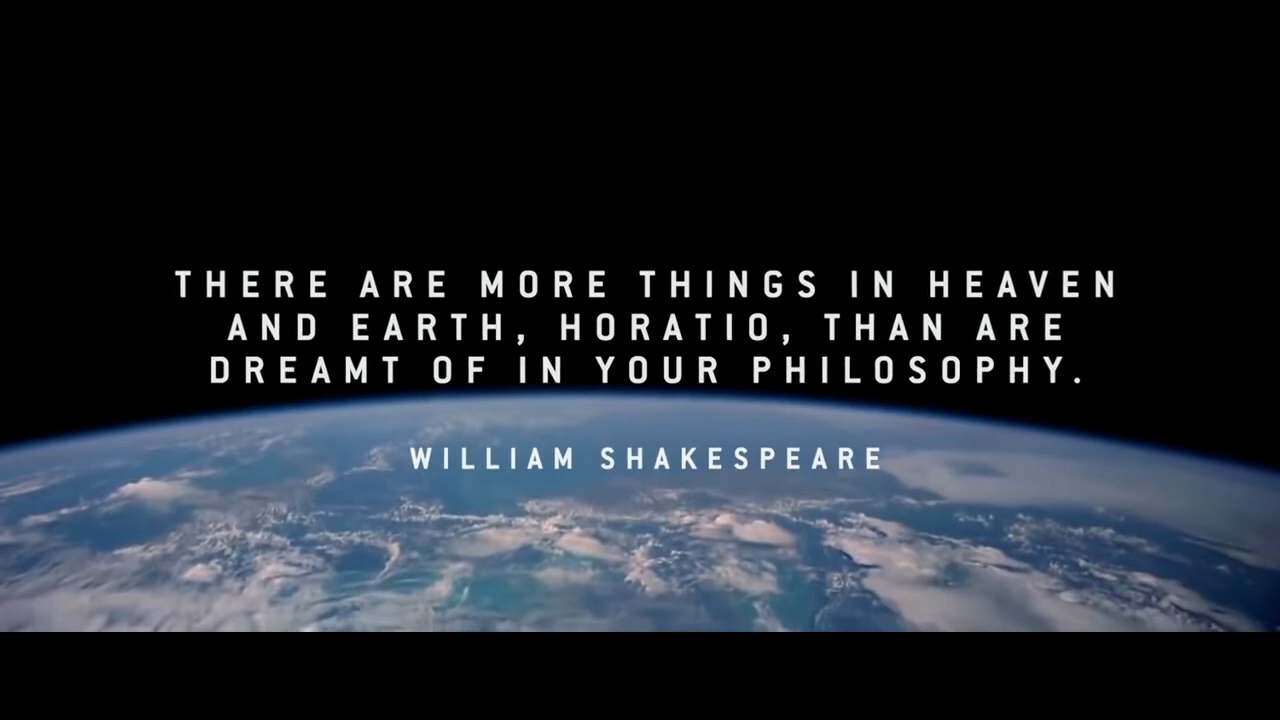 THERE ARE MORE THINGS IN HEAVEN
AND EARTH, HORATIO, THAN ARE
DREAMT OF IN YOUR PHILOSOPHY.
WILLIAM SHAKESPEARE